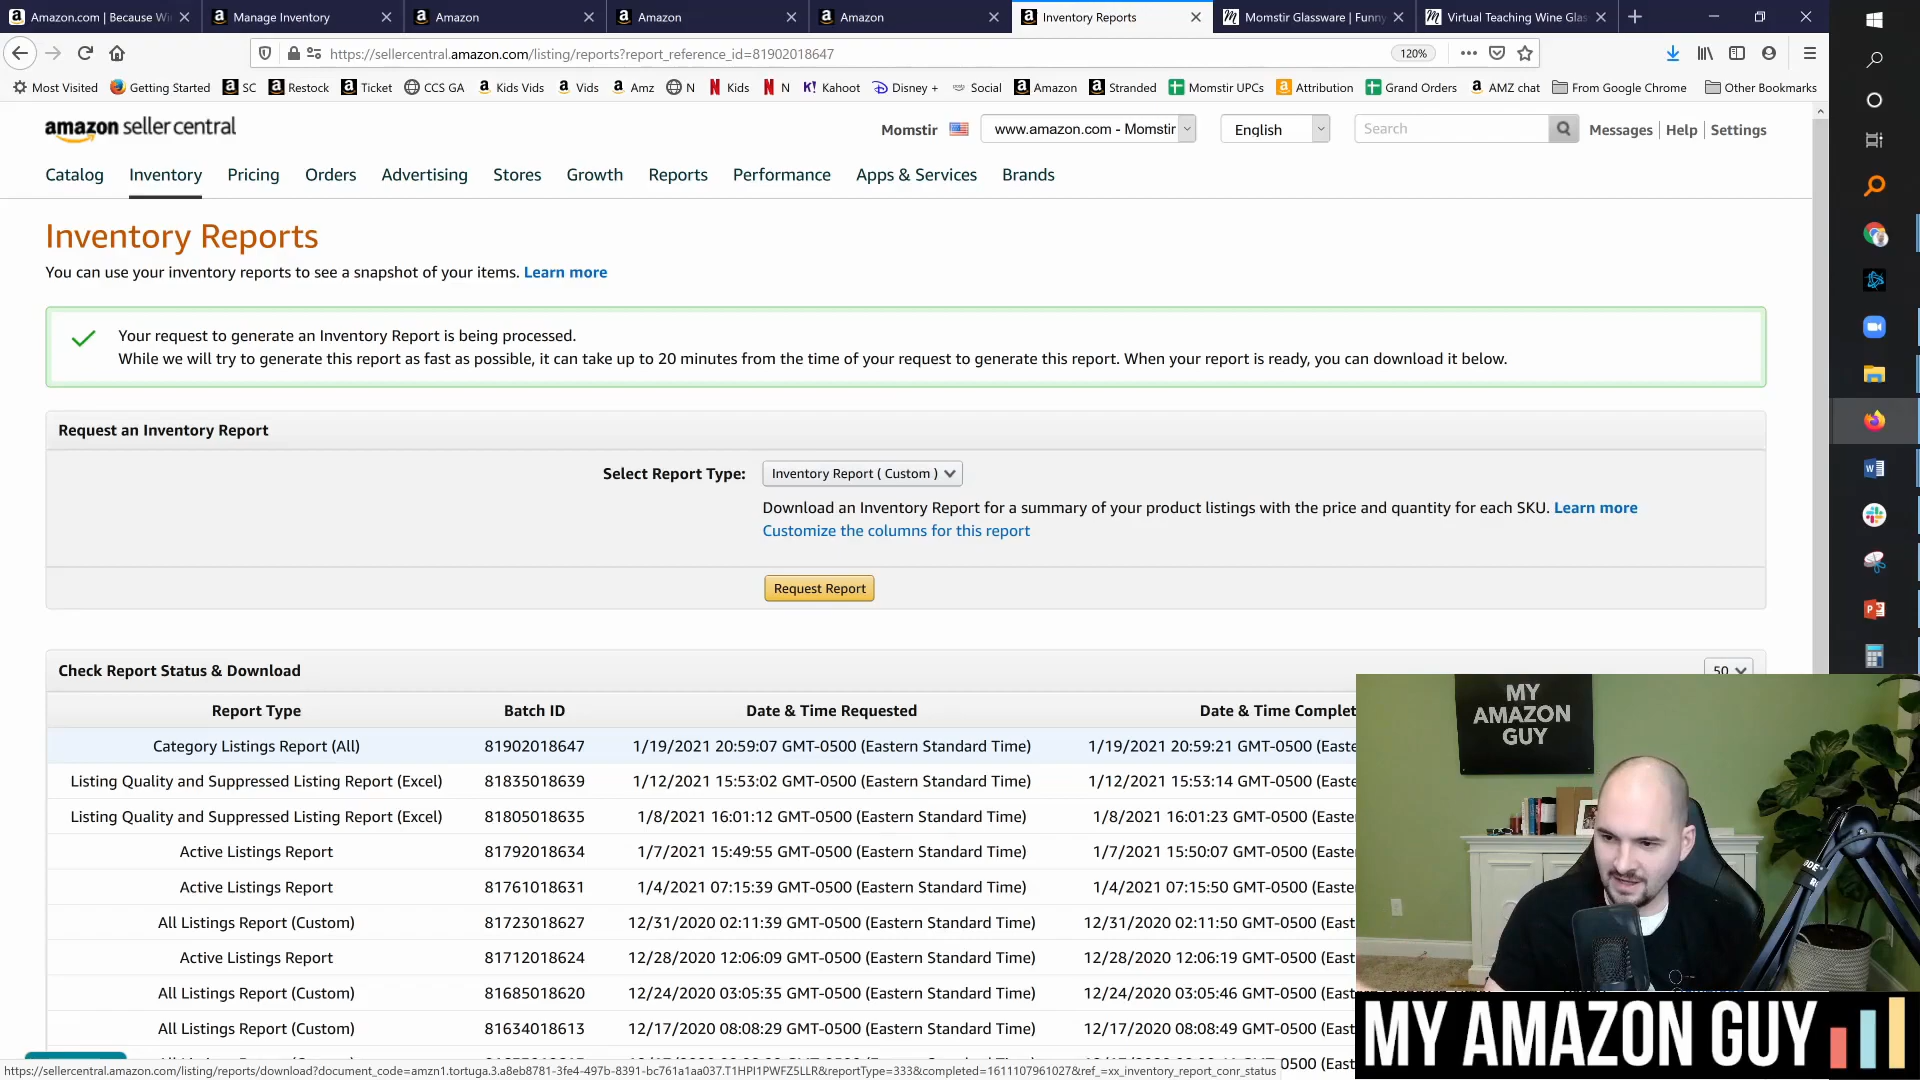 Amazon.com | Because Wi
Manage Inventory
Amazon
Amazon
Amazon
Inventory Reports
Momstir Glassware | Funny
Virtual Teaching Wine Glas
https://sellercentral.amazon.com/listing/reports?report_reference_id=81902018647
120%
Most Visited
Getting Started
SC
Restock
Ticket
CCS GA
Kids Vids
Vids
Amz
N
Kids
N
Kahoot
Disney +
Social
Amazon
Stranded
Momstir UPCs
Attribution
Grand Orders
AMZ chat
From Google Chrome
Other Bookmarks
amazon seller central
Momstir
www.amazon.com - Momstir
English
Search
Messages | Help | Settings
Catalog
Inventory
Pricing
Orders
Advertising
Stores
Growth
Reports
Performance
Apps & Services
Brands
Inventory Reports
You can use your inventory reports to see a snapshot of your items. Learn more
Your request to generate an Inventory Report is being processed.
While we will try to generate this report as fast as possible, it can take up to 20 minutes from the time of your request to generate this report. When your report is ready, you can download it below.
Request an Inventory Report
Select Report Type: Inventory Report ( Custom )
Download an Inventory Report for a summary of your product listings with the price and quantity for each SKU. Learn more
Customize the columns for this report
Request Report
Check Report Status & Download
50
Report Type Batch ID Date & Time Requested Date & Time Complet
Category Listings Report (All) 81902018647 1/19/2021 20:59:07 GMT-0500 (Eastern Standard Time) 1/19/2021 20:59:21 GMT-0500 (Easte
Listing Quality and Suppressed Listing Report (Excel) 81835018639 1/12/2021 15:53:02 GMT-0500 (Eastern Standard Time) 1/12/2021 15:53:14 GMT-0500 (Easte
Listing Quality and Suppressed Listing Report (Excel) 81805018635 1/8/2021 16:01:12 GMT-0500 (Eastern Standard Time) 1/8/2021 16:01:23 GMT-0500 (Easte
Active Listings Report 81792018634 1/7/2021 15:49:55 GMT-0500 (Eastern Standard Time) 1/7/2021 15:50:07 GMT-0500 (Easte
Active Listings Report 81761018631 1/4/2021 07:15:39 GMT-0500 (Eastern Standard Time) 1/4/2021 07:15:50 GMT-0500 (Easte
All Listings Report (Custom) 81723018627 12/31/2020 02:11:39 GMT-0500 (Eastern Standard Time) 12/31/2020 02:11:50 GMT-0500 (East
Active Listings Report 81712018624 12/28/2020 12:06:09 GMT-0500 (Eastern Standard Time) 12/28/2020 12:06:19 GMT-0500 (East
All Listings Report (Custom) 81685018620 12/24/2020 03:05:35 GMT-0500 (Eastern Standard Time) 12/24/2020 03:05:46 GMT-0500 (East
All Listings Report (Custom) 81634018613 12/17/2020 08:08:29 GMT-0500 (Eastern Standard Time) 12/17/2020 08:08:49 GMT-0500 (East
https://sellercentral.amazon.com/listing/reports/download?document_code=amzn1.tortuga.3.a8eb8781-3fe4-497b-8391-bc761a1aa037.T1HPI1PWFZ5LLR&reportType=333&completed=1611107961027&ref_=xx_inventory_report_conr_status
MY
AMAZON
GUY
MY AMAZON GUY